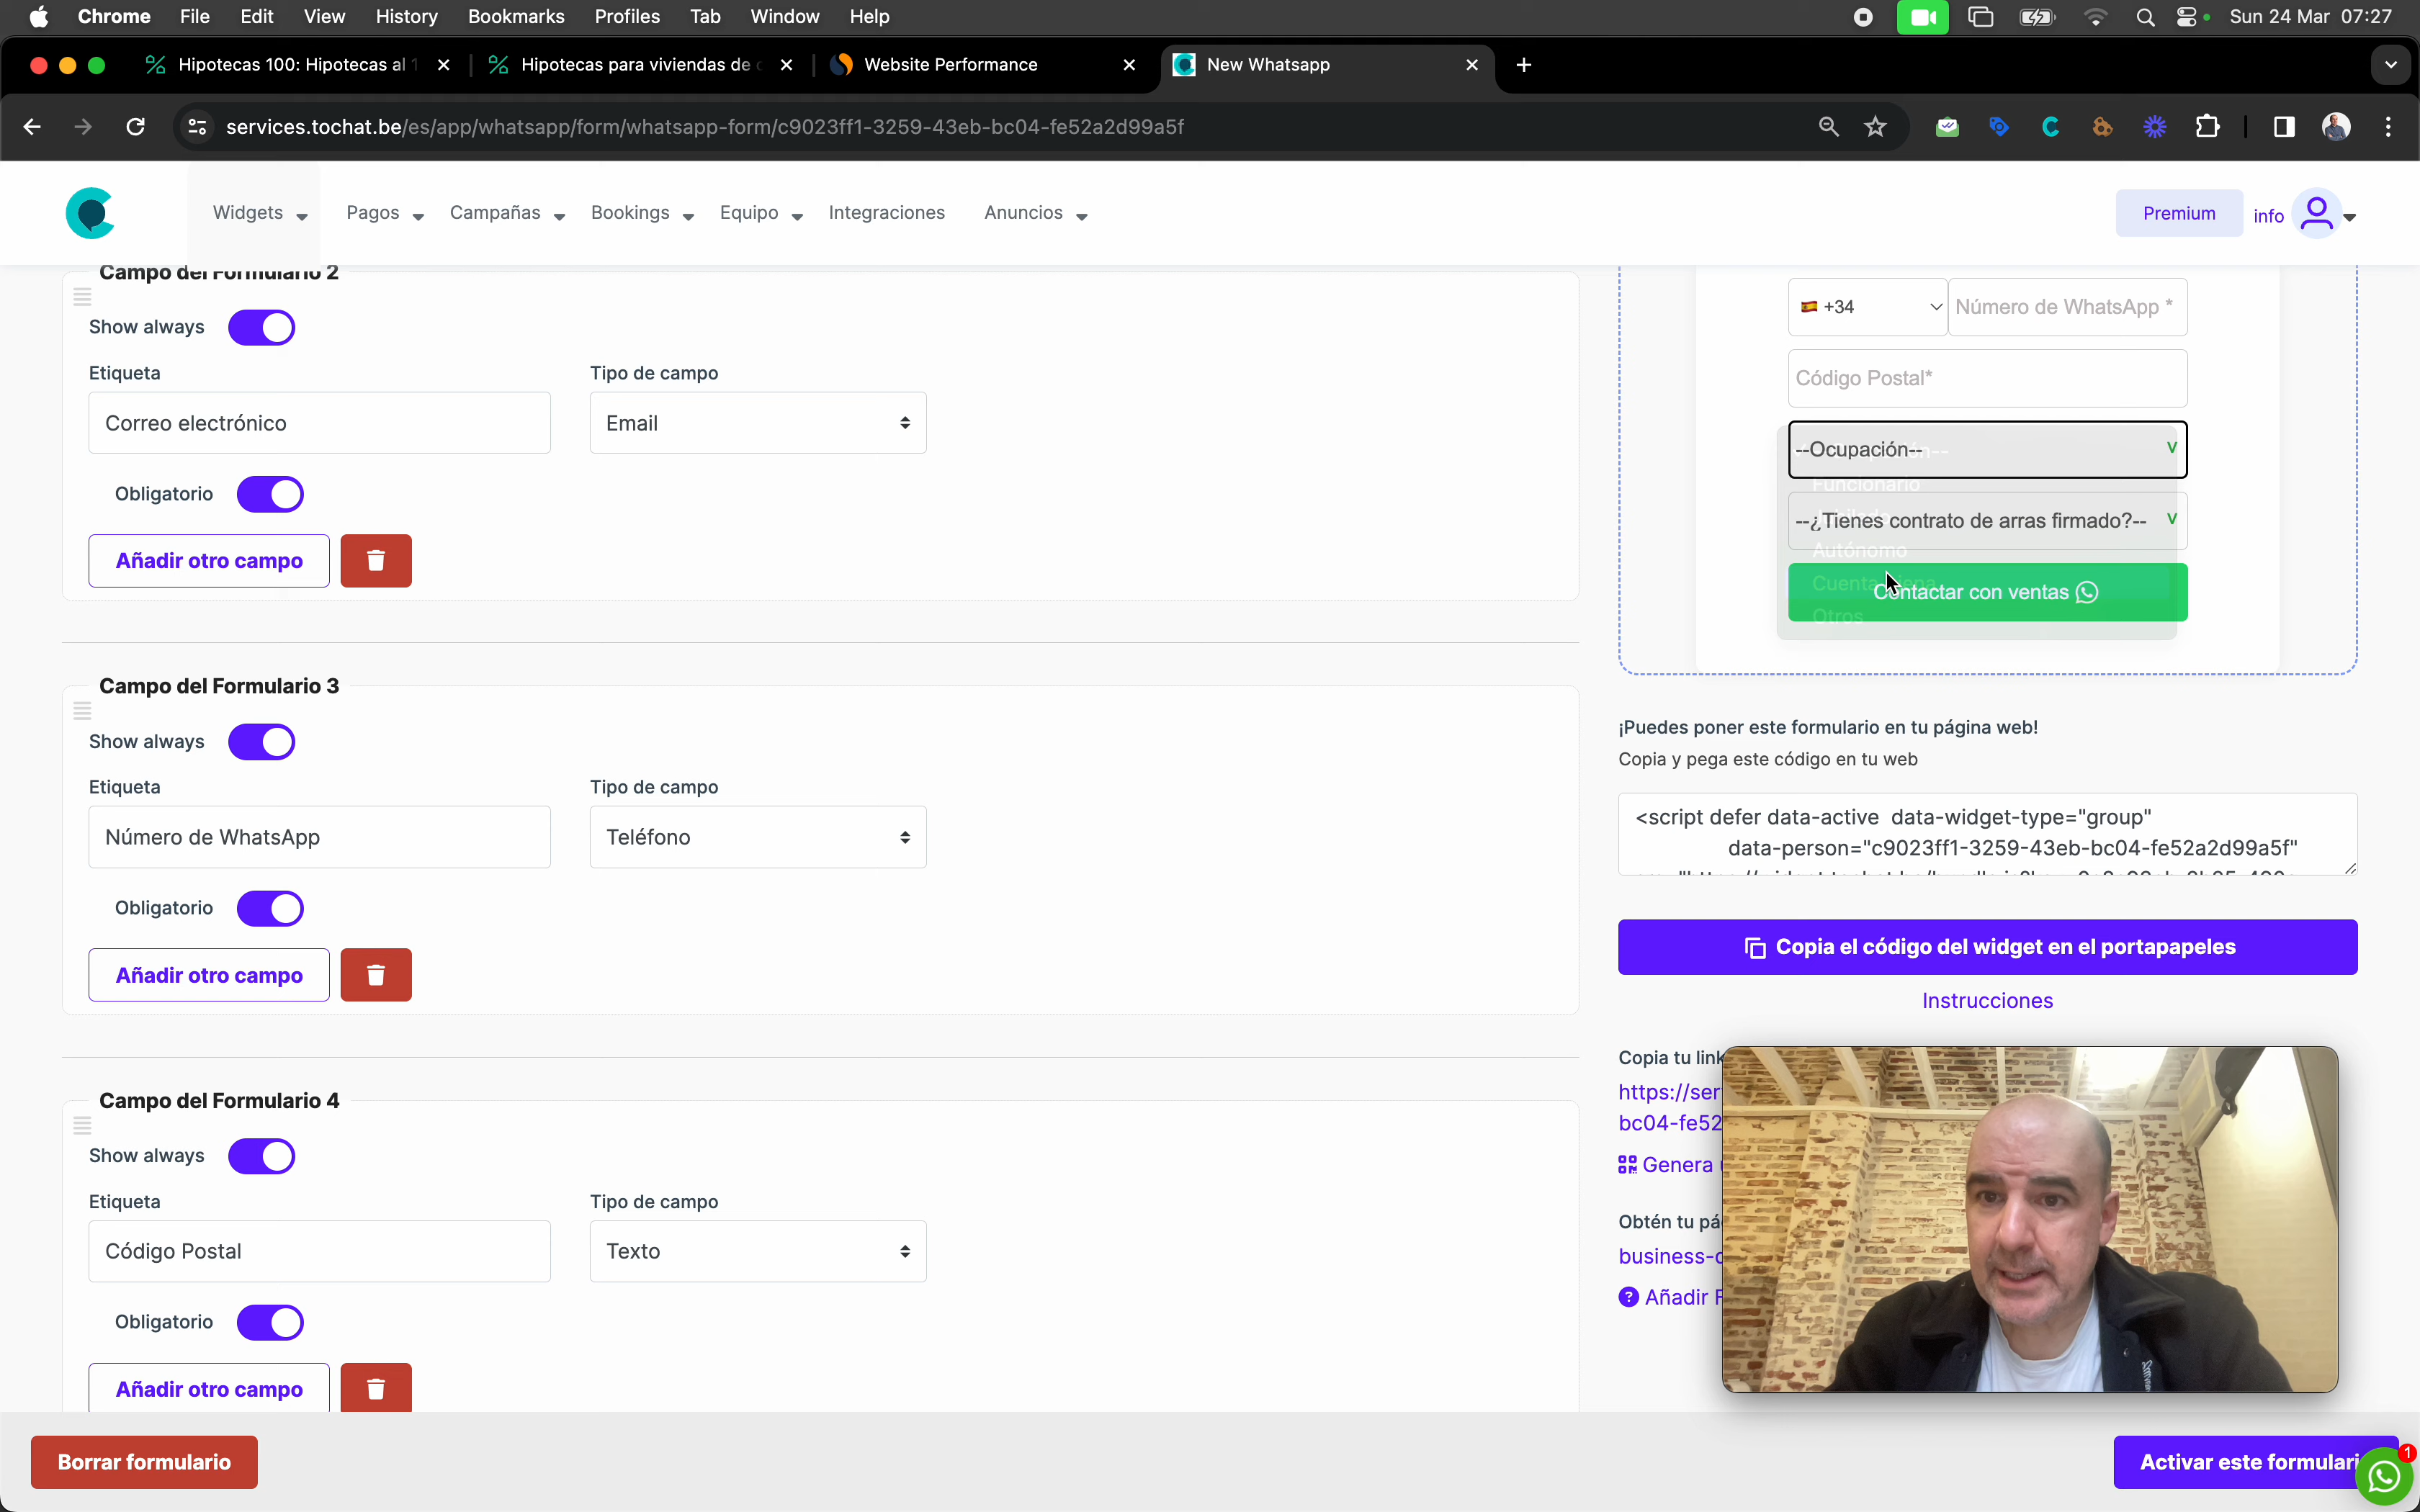 Chrome File Edit View History Bookmarks Profiles Tab Window Help Sun 24 Mar 07:27
Hipotecas 100: Hipotecas al 1 Hipotecas para viviendas de Website Performance New Whatsapp
services.tochat.be/es/app/whatsapp/form/whatsapp-form/c9023ff1-3259-43eb-bc04-fe52a2d99a5f
Widgets Pagos Campañas Bookings Equipo Integraciones Anuncios Premium info
Campo del Formulario 2
Show always
Etiqueta Tipo de campo
Correo electrónico Email
Obligatorio
Añadir otro campo
Campo del Formulario 3
Show always
Etiqueta Tipo de campo
Número de WhatsApp Teléfono
Obligatorio
Añadir otro campo
Campo del Formulario 4
Show always
Etiqueta Tipo de campo
Código Postal Texto
Obligatorio
Añadir otro campo
Borrar formulario
+34 Número de WhatsApp *
Código Postal*
--Ocupación-- V
Funcionario
--¿Tienes contrato de arras firmado?-- V
Autónomo
Contactar con ventas
Otros
¡Puedes poner este formulario en tu página web!
Copia y pega este código en tu web
<script defer data-active data-widget-type="group"
data-person="c9023ff1-3259-43eb-bc04-fe52a2d99a5f"
Copia el código del widget en el portapapeles
Instrucciones
Copia tu link
https://ser
bc04-fe52
Genera
Obtén tu pá
business-c
? Añadir F
Activar este formulari
1